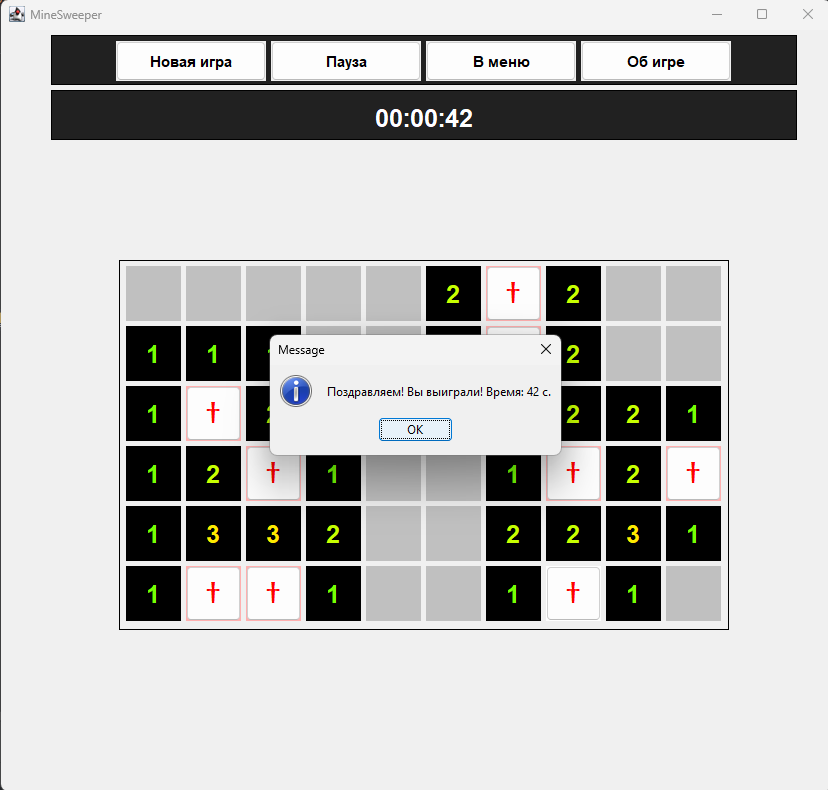 MineSweeper
Новая игра Пауза В меню Об игре
00:00:42
2 † 2
1 1 2
Message
Поздравляем! Вы выиграли! Время: 42 с.
OK
1 † 2 2 1
1 2 † 1 1 † 2 †
1 3 3 2 2 2 3 1
1 † † 1 1 † 1